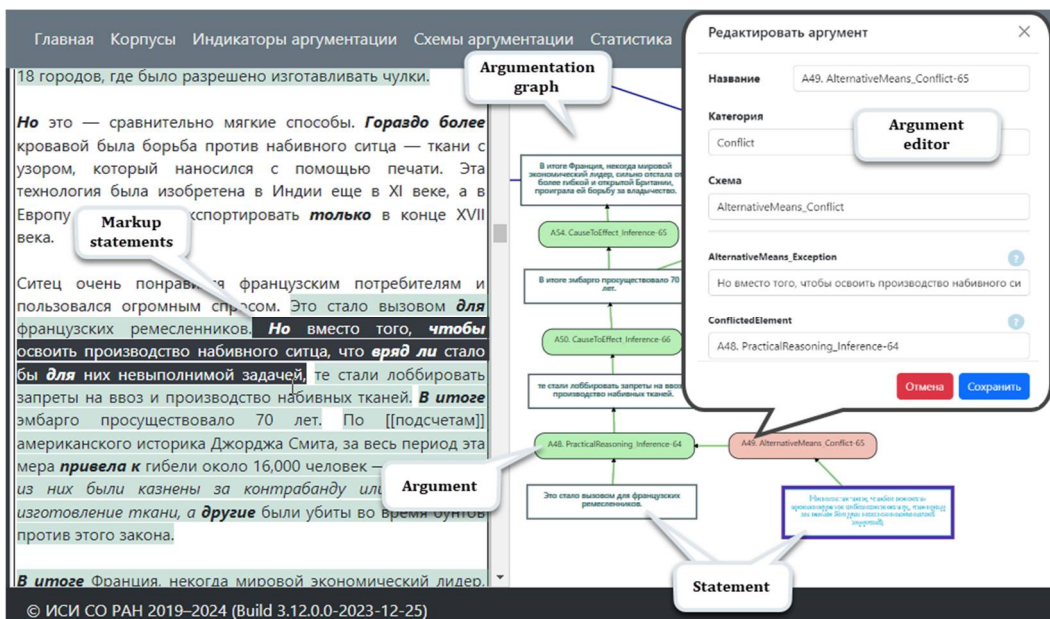 Главная Корпусы Индикаторы аргументации Схемы аргументации Статистика
18 городов, где было разрешено изготавливать чулки.
Но это — сравнительно мягкие способы. Гораздо более
кровавой была борьба против набивного ситца — ткани с
узором, который наносился с помощью печати. Эта
технология была изобретена в Индии еще в XI веке, а в
Европу экспортировать только в конце XVII
века.
Markup
statements
Ситец очень понравился французским потребителям и
пользовался огромным спросом. Это стало вызовом для
французских ремесленников. Но вместо того, чтобы
освоить производство набивного ситца, что вряд ли стало
бы для них невыполнимой задачей, те стали лоббировать
запреты на ввоз и производство набивных тканей. В итоге
эмбарго просуществовало 70 лет. По [[подсчетам]]
американского историка Джорджа Смита, за весь период эта
мера привела к гибели около 16,000 человек —
из них были казнены за контрабанду или
изготовление ткани, а другие были убиты во время бунтов
против этого закона.
В итоге Франция, некогда мировой экономический лидер,
Argumentation
graph
В итоге Франция, некогда мировой
экономический лидер, сильно отстала от
более гибкой и открытой Британии,
проиграла ей борьбу за владычество.
A54. CauseToEffect_Inference-65
В итоге эмбарго просуществовало 70
лет.
A50. CauseToEffect_Inference-66
те стали лоббировать запреты на ввоз
производство набивных тканей.
A48. PracticalReasoning_Inference-64
A49. AlternativeMeans_Conflict-65
Argument
Это стало вызовом для французских
ремесленников.
Statement
Редактировать аргумент
Название A49. AlternativeMeans_Conflict-65
Категория
Conflict
Argument
editor
Схема
AlternativeMeans_Conflict
AlternativeMeans_Exception ?
Но вместо того, чтобы освоить производство набивного си
ConflictedElement ?
A48. PracticalReasoning_Inference-64
Отмена Сохранить
© ИСИ СО РАН 2019–2024 (Build 3.12.0.0-2023-12-25)